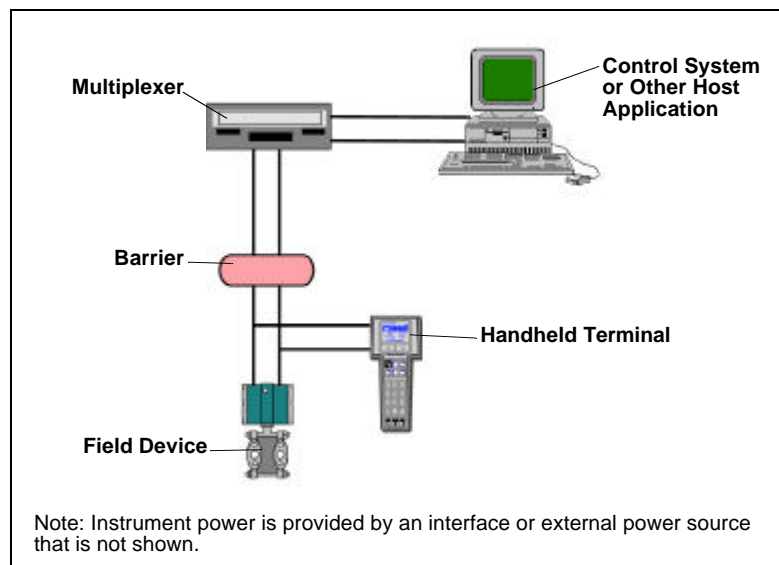 Multiplexer
Control System
or Other Host
Application
Barrier
Handheld Terminal
Field Device
Note: Instrument power is provided by an interface or external power source
that is not shown.